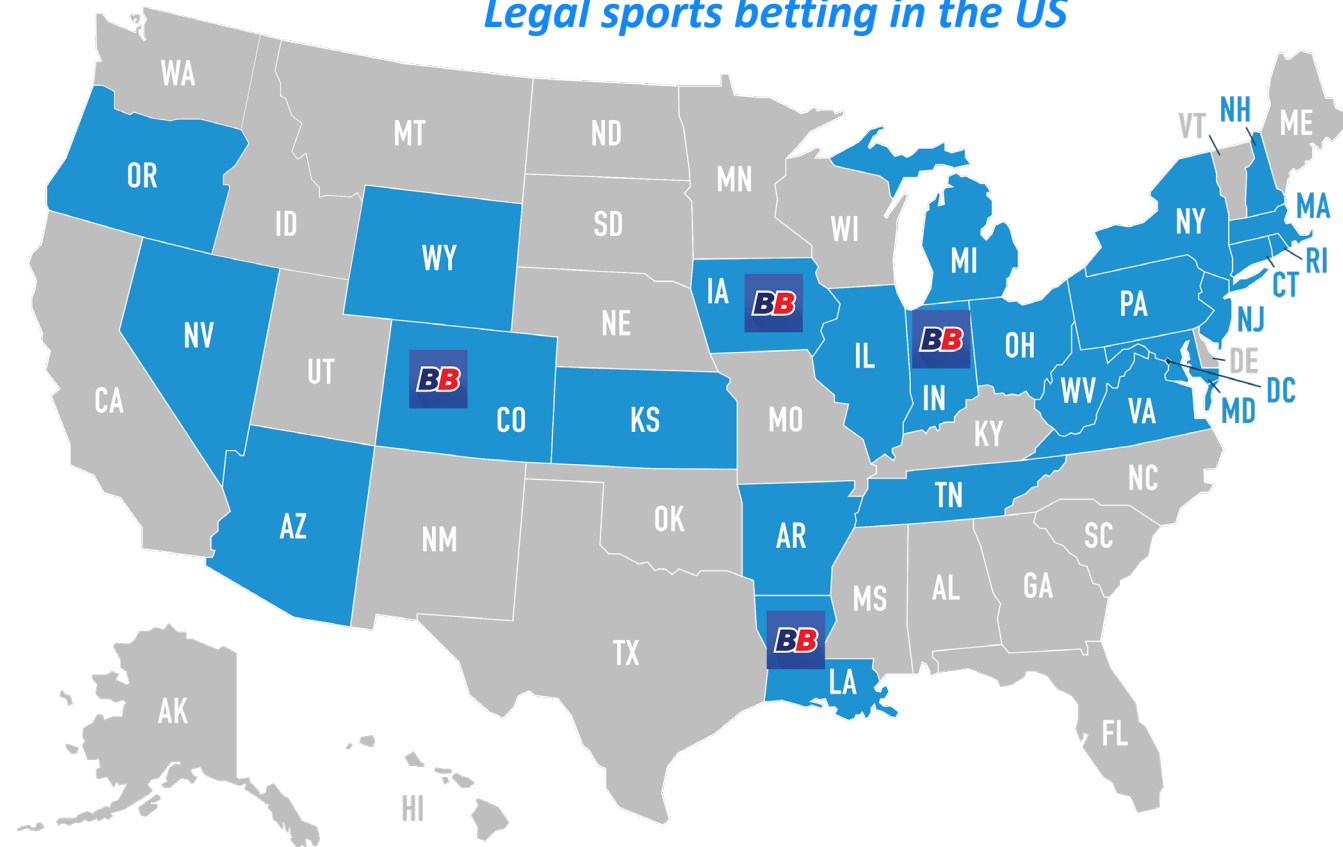 Legal sports betting in the US
WA
MT
ND
MN
VT
NH
ME
OR
ID
SD
WI
MI
NY
MA
RI
CT
WY
IA
BB
NE
IL
BB
IN
OH
PA
NJ
DE
DC
MD
NV
UT
BB
CO
KS
MO
KY
WV
VA
CA
AZ
NM
OK
AR
TN
NC
SC
MS
AL
GA
TX
BB
LA
FL
AK
HI